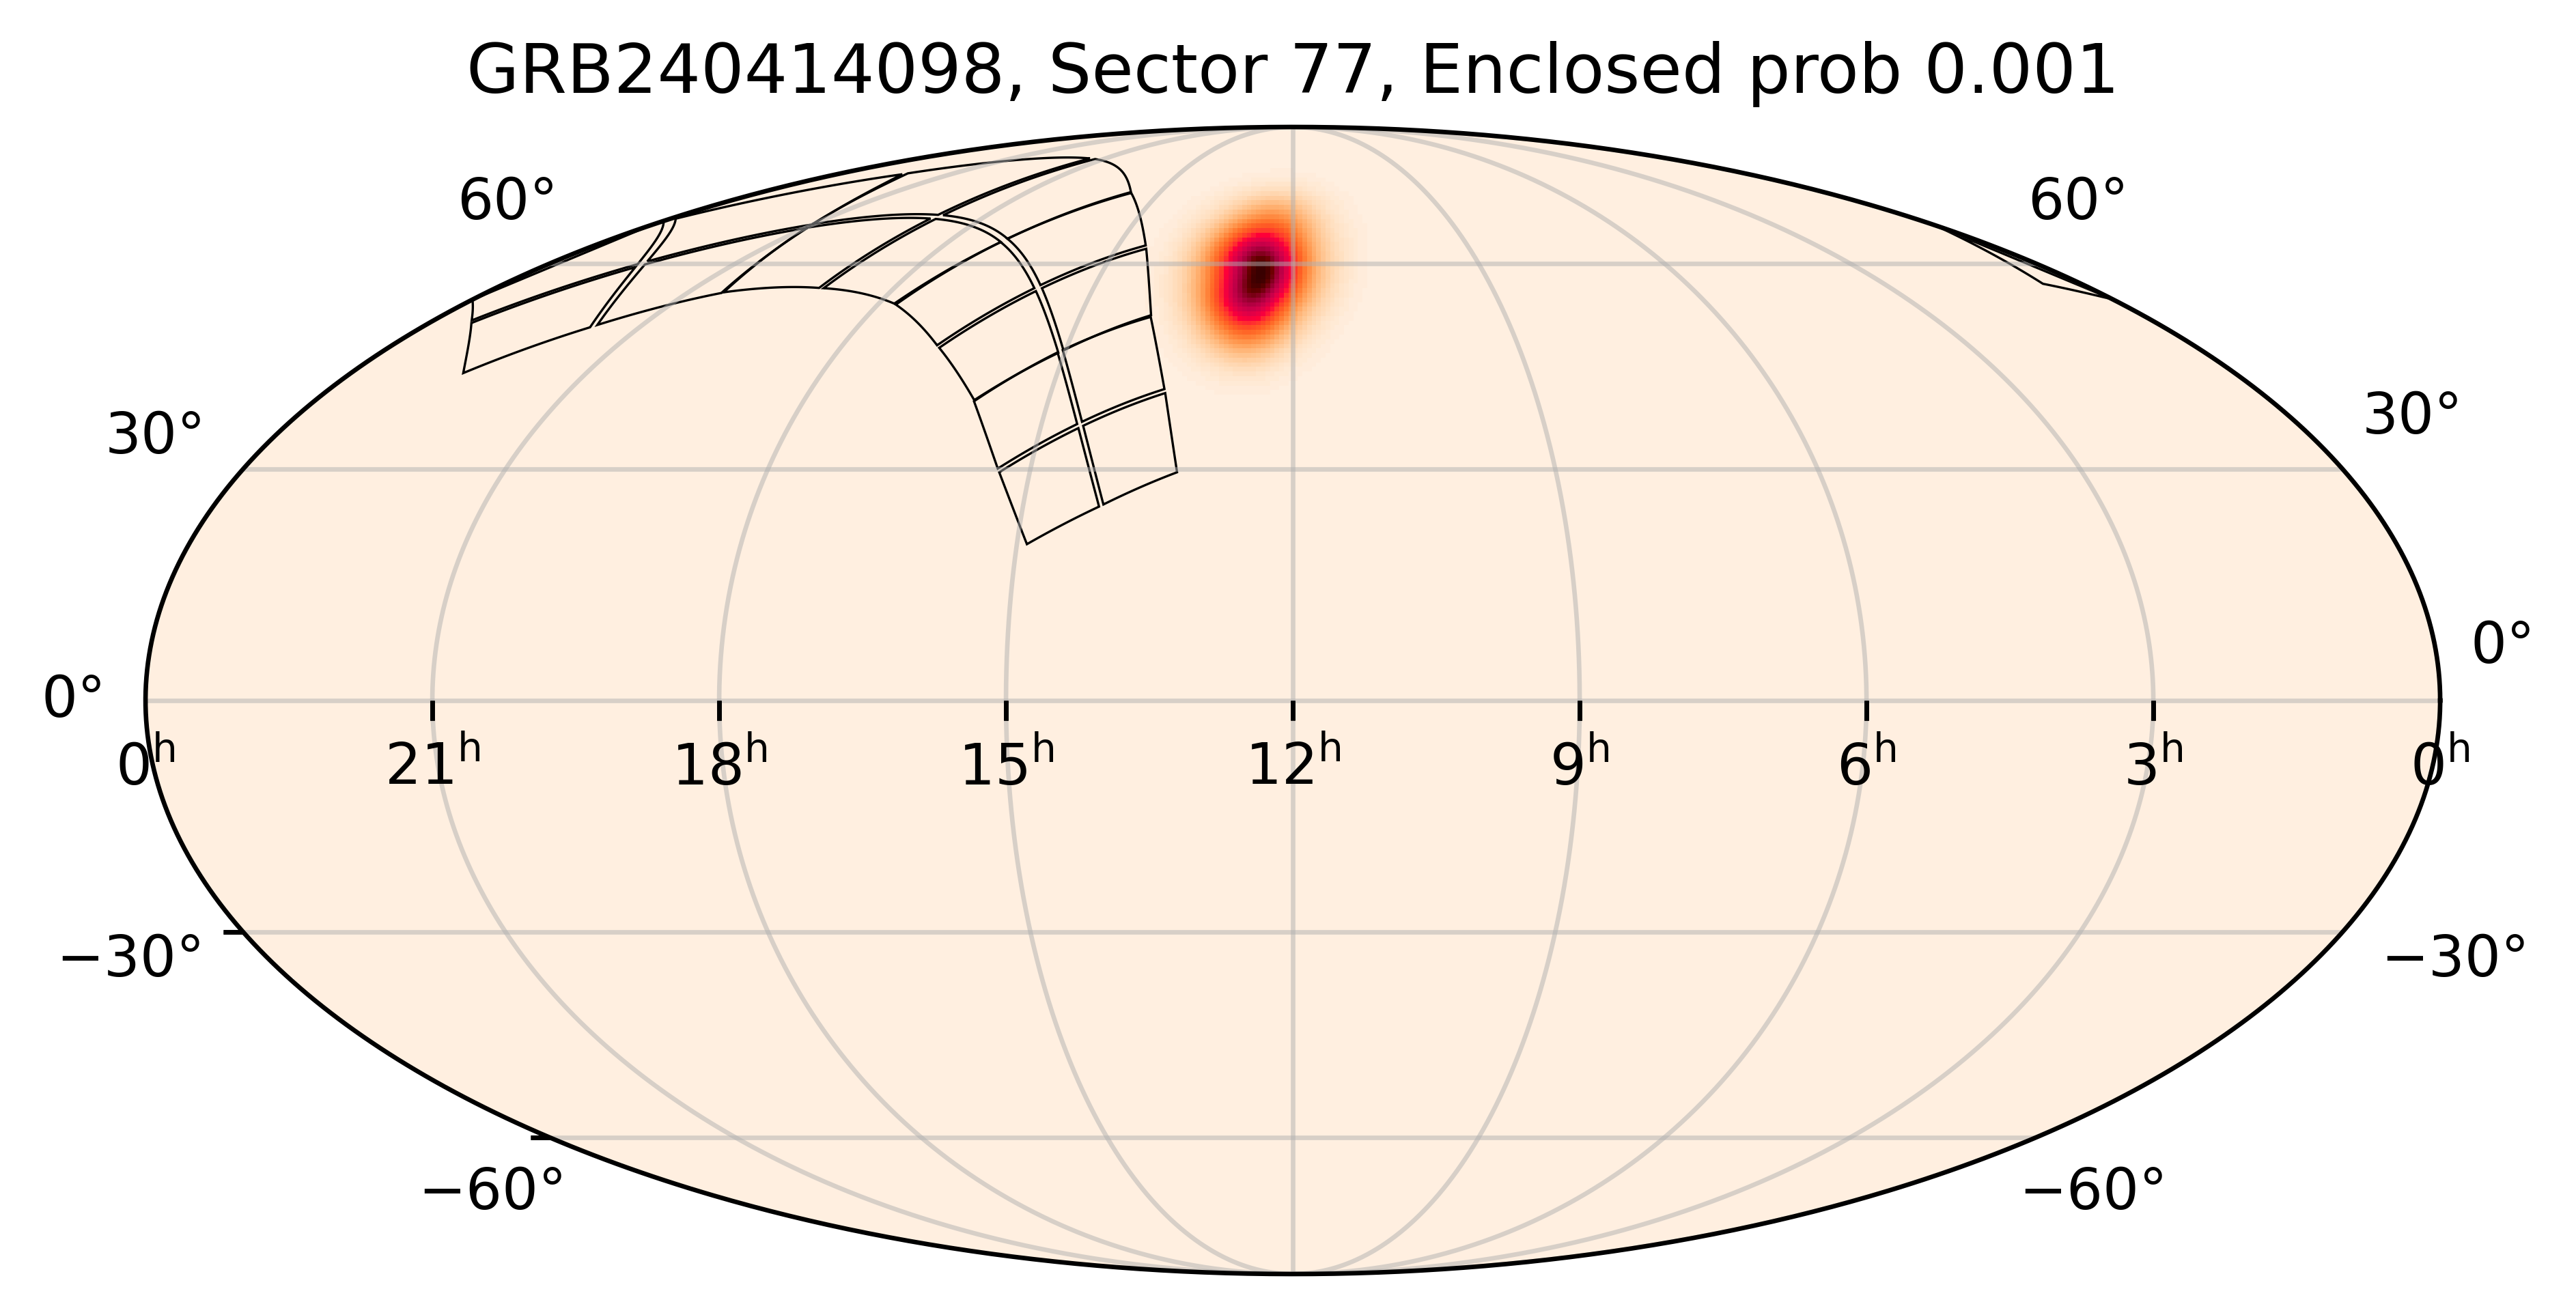 GRB240414098, Sector 77, Enclosed prob 0.001
60° 60°
30° 30°
0° 0°
0h 21h 18h 15h 12h 9h 6h 3h 0h
−30° −30°
−60° −60°